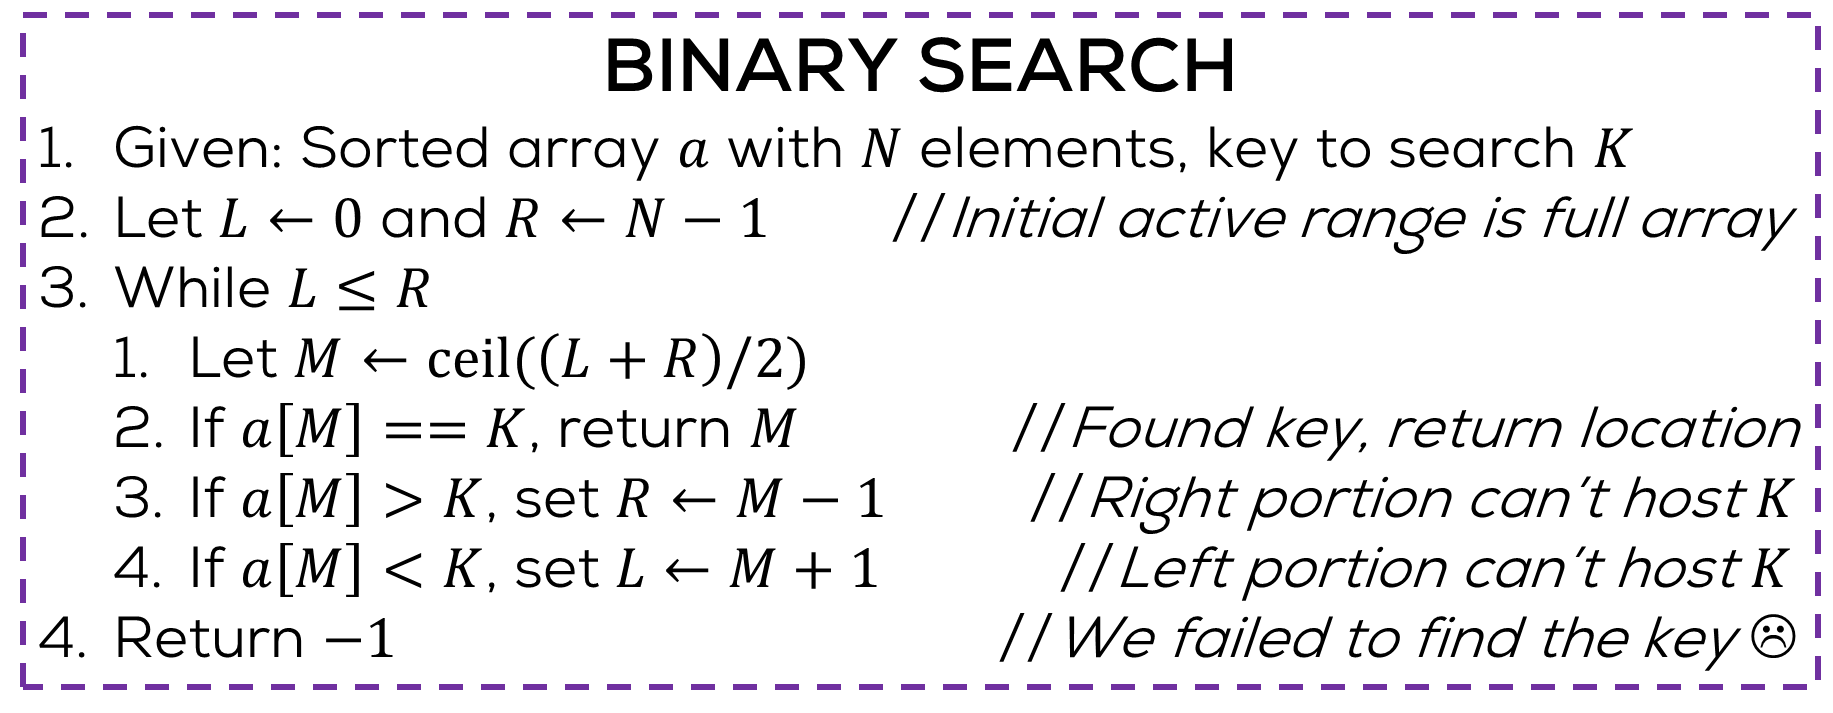 BINARY SEARCH
1. Given: Sorted array a with N elements, key to search K
2. Let L ← 0 and R ← N − 1 //Initial active range is full array
3. While L ≤ R
1. Let M ← ceil((L + R)/2)
2. If a[M] == K, return M //Found key, return location
3. If a[M] > K, set R ← M − 1 //Right portion can't host K
4. If a[M] < K, set L ← M + 1 //Left portion can't host K
4. Return −1 //We failed to find the key ☹